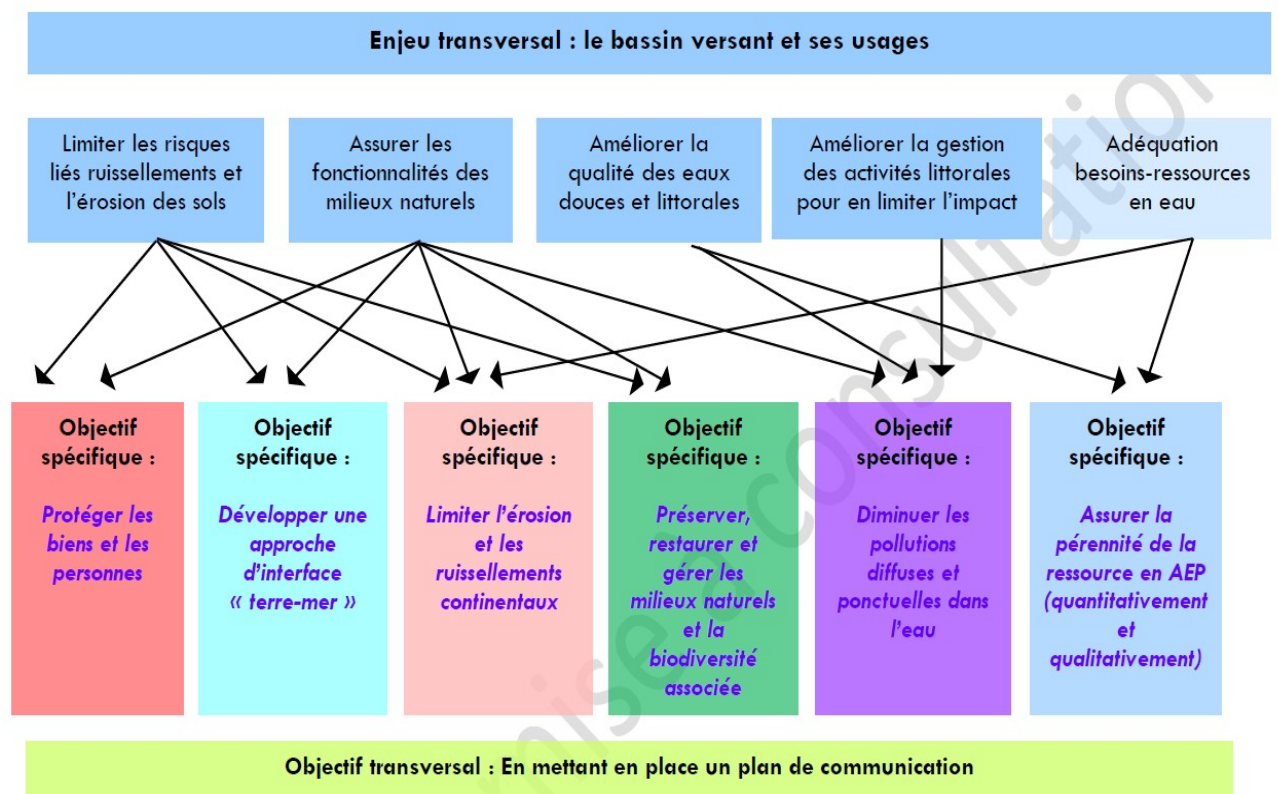 Enjeu transversal : le bassin versant et ses usages
Limiter les risques
liés ruissellements et
l'érosion des sols
Assurer les
fonctionnalités des
milieux naturels
Améliorer la
qualité des eaux
douces et littorales
Améliorer la gestion
des activités littorales
pour en limiter l'impact
Adéquation
besoins-ressources
en eau
Objectif
spécifique :
Protéger les
biens et les
personnes
Objectif
spécifique :
Développer une
approche
d'interface
« terre-mer »
Objectif
spécifique :
Limiter l'érosion
et les
ruissellements
continentaux
Objectif
spécifique :
Préserver,
restaurer et
gérer les
milieux naturels
et la
biodiversité
associée
Objectif
spécifique :
Diminuer les
pollutions
diffuses et
ponctuelles dans
l'eau
Objectif
spécifique :
Assurer la
pérennité de la
ressource en AEP
(quantitativement
et
qualitativement)
Objectif transversal : En mettant en place un plan de communication
mise à consultation